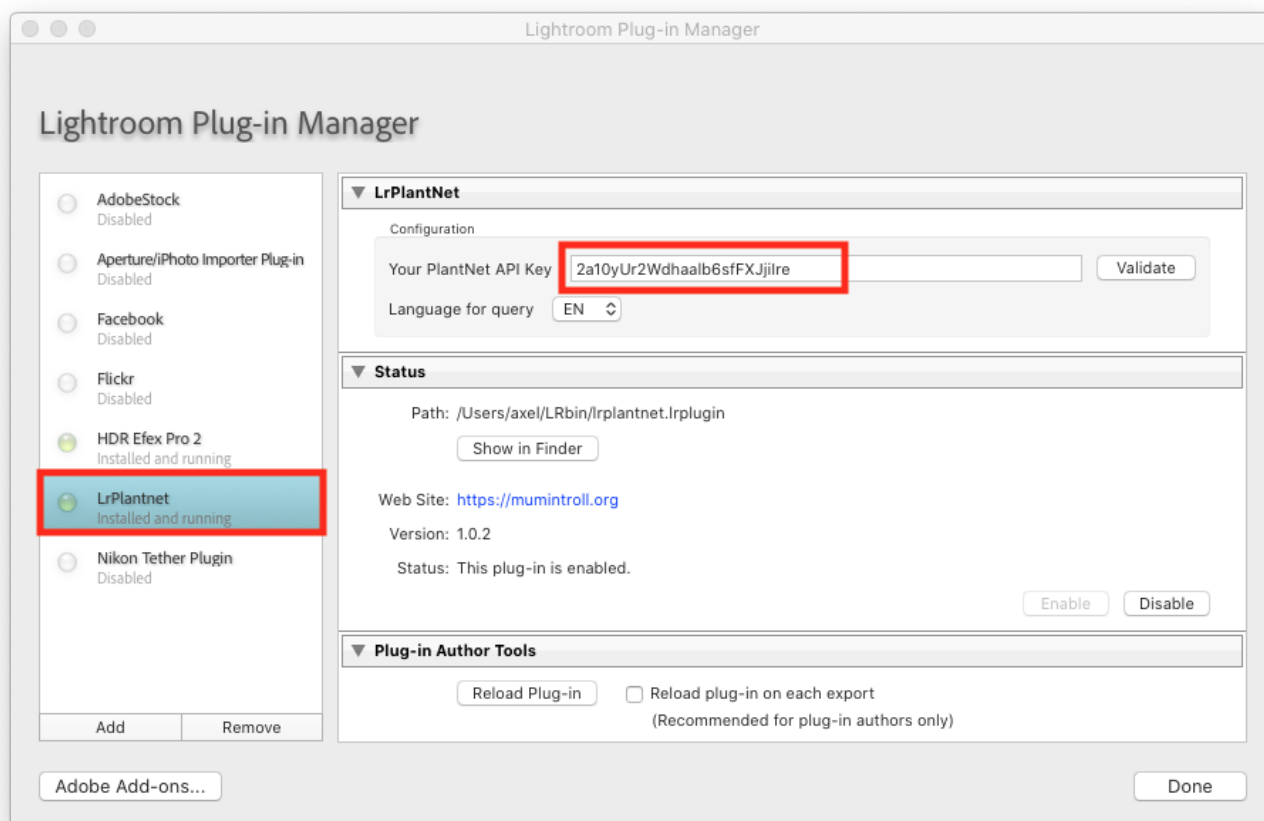 Lightroom Plug-in Manager
Lightroom Plug-in Manager
AdobeStock
Disabled
Aperture/iPhoto Importer Plug-in
Disabled
Facebook
Disabled
Flickr
Disabled
HDR Efex Pro 2
Installed and running
LrPlantnet
Installed and running
Nikon Tether Plugin
Disabled
Add Remove
LrPlantNet
Configuration
Your PlantNet API Key 2a10yUr2Wdhaalb6sfFXJjiIre Validate
Language for query EN
Status
Path: /Users/axel/LRbin/lrplantnet.lrplugin
Show in Finder
Web Site: https://mumintroll.org
Version: 1.0.2
Status: This plug-in is enabled.
Enable Disable
Plug-in Author Tools
Reload Plug-in Reload plug-in on each export
(Recommended for plug-in authors only)
Adobe Add-ons... Done